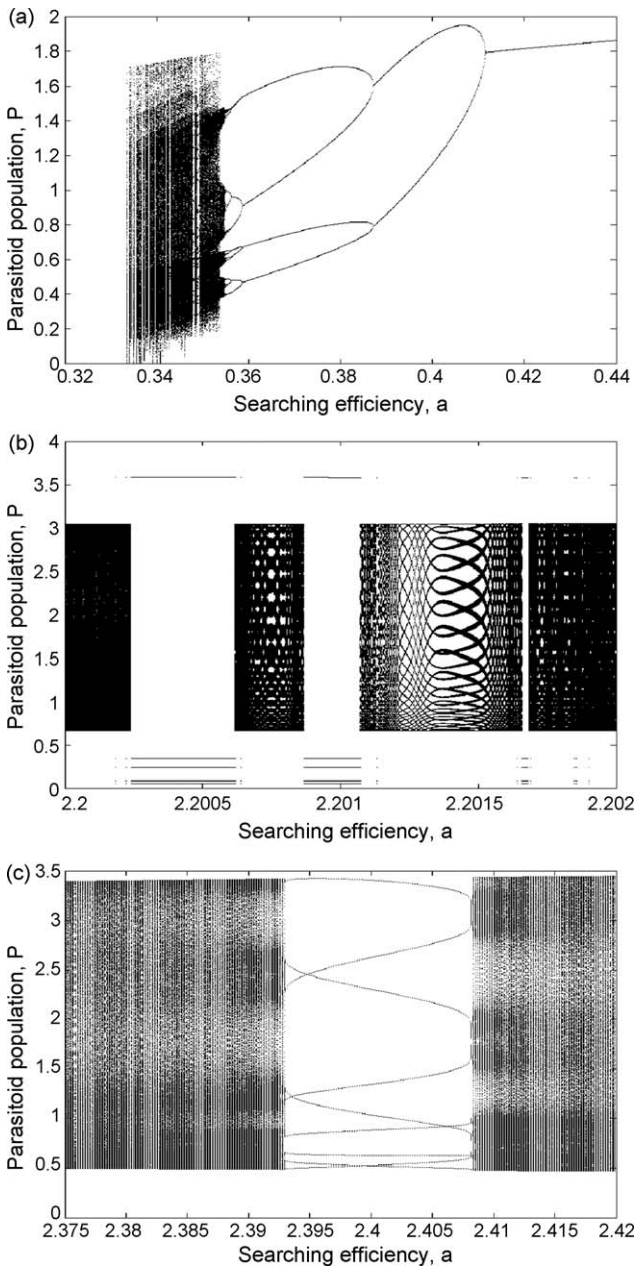 (a)
2
1.8
1.6
1.4
1.2
1
0.8
0.6
0.4
0.2
0
Parasitoid population, P
0.32 0.34 0.36 0.38 0.4 0.42 0.44
Searching efficiency, a
(b)
4
3.5
3
2.5
2
1.5
1
0.5
0
Parasitoid population, P
2.2 2.2005 2.201 2.2015 2.202
Searching efficiency, a
(c)
3.5
3
2.5
2
1.5
1
0.5
0
Parasitoid population, P
2.375 2.38 2.385 2.39 2.395 2.4 2.405 2.41 2.415 2.42
Searching efficiency, a